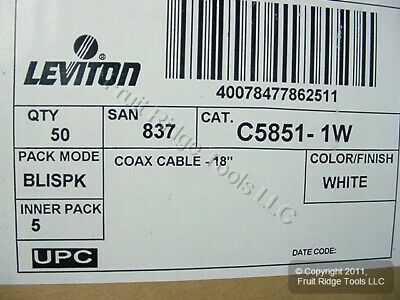 LEVITON
40078477862511
QTY
50
SAN
837
CAT.
C5851-1W
PACK MODE
BLISPK
COAX CABLE - 18"
COLOR/FINISH
WHITE
INNER PACK
5
UPC
DATE CODE:
Fruit Ridge Tools LLC
© Copyright 2011,
Fruit Ridge Tools LLC